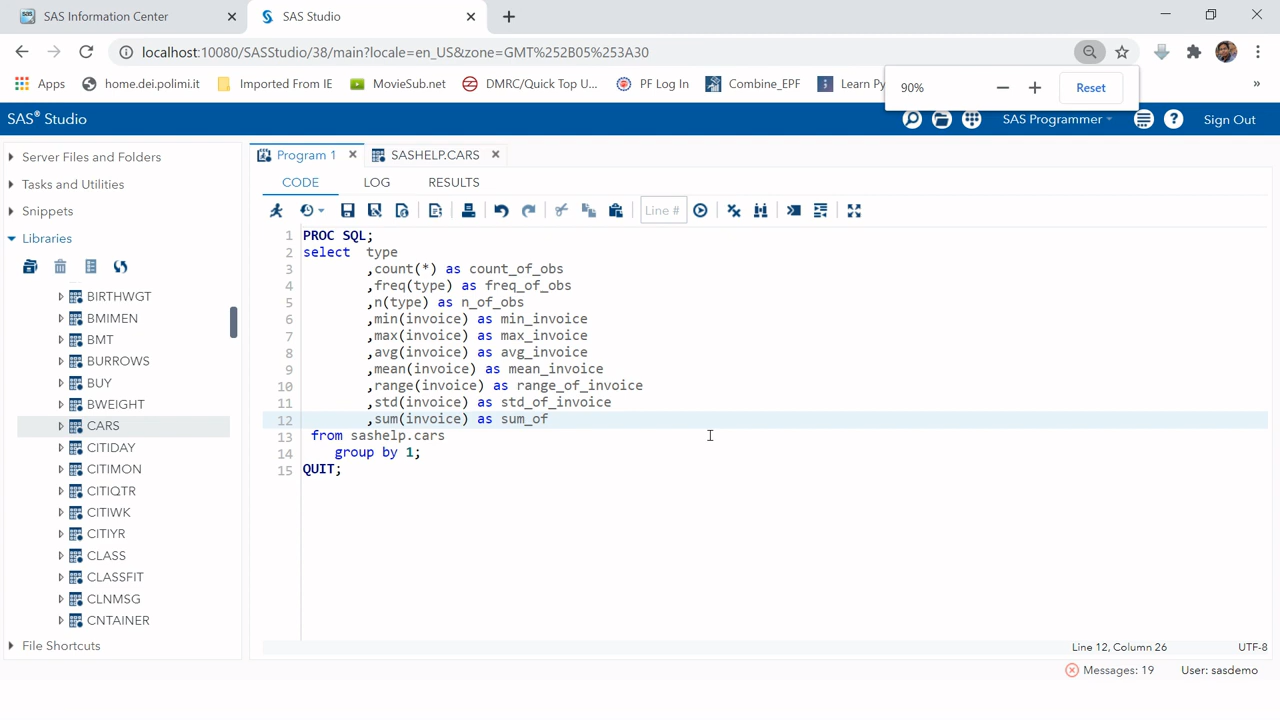 SAS Information Center
SAS Studio
localhost:10080/SASStudio/38/main?locale=en_US&zone=GMT%252B05%253A30
Apps
home.dei.polimi.it
Imported From IE
MovieSub.net
DMRC/Quick Top U...
PF Log In
Combine_EPF
Learn Py
90%
Reset
SAS® Studio
SAS Programmer
Sign Out
Server Files and Folders
Tasks and Utilities
Snippets
Libraries
BIRTHWGT
BMIMEN
BMT
BURROWS
BUY
BWEIGHT
CARS
CITIDAY
CITIMON
CITIQTR
CITIWK
CITIYR
CLASS
CLASSFIT
CLNMSG
CNTAINER
File Shortcuts
Program 1
SASHELP.CARS
CODE
LOG
RESULTS
Line #
1 PROC SQL;
2 select type
3 ,count(*) as count_of_obs
4 ,freq(type) as freq_of_obs
5 ,n(type) as n_of_obs
6 ,min(invoice) as min_invoice
7 ,max(invoice) as max_invoice
8 ,avg(invoice) as avg_invoice
9 ,mean(invoice) as mean_invoice
10 ,range(invoice) as range_of_invoice
11 ,std(invoice) as std_of_invoice
12 ,sum(invoice) as sum_of
13 from sashelp.cars
14 group by 1;
15 QUIT;
Line 12, Column 26
UTF-8
Messages: 19
User: sasdemo